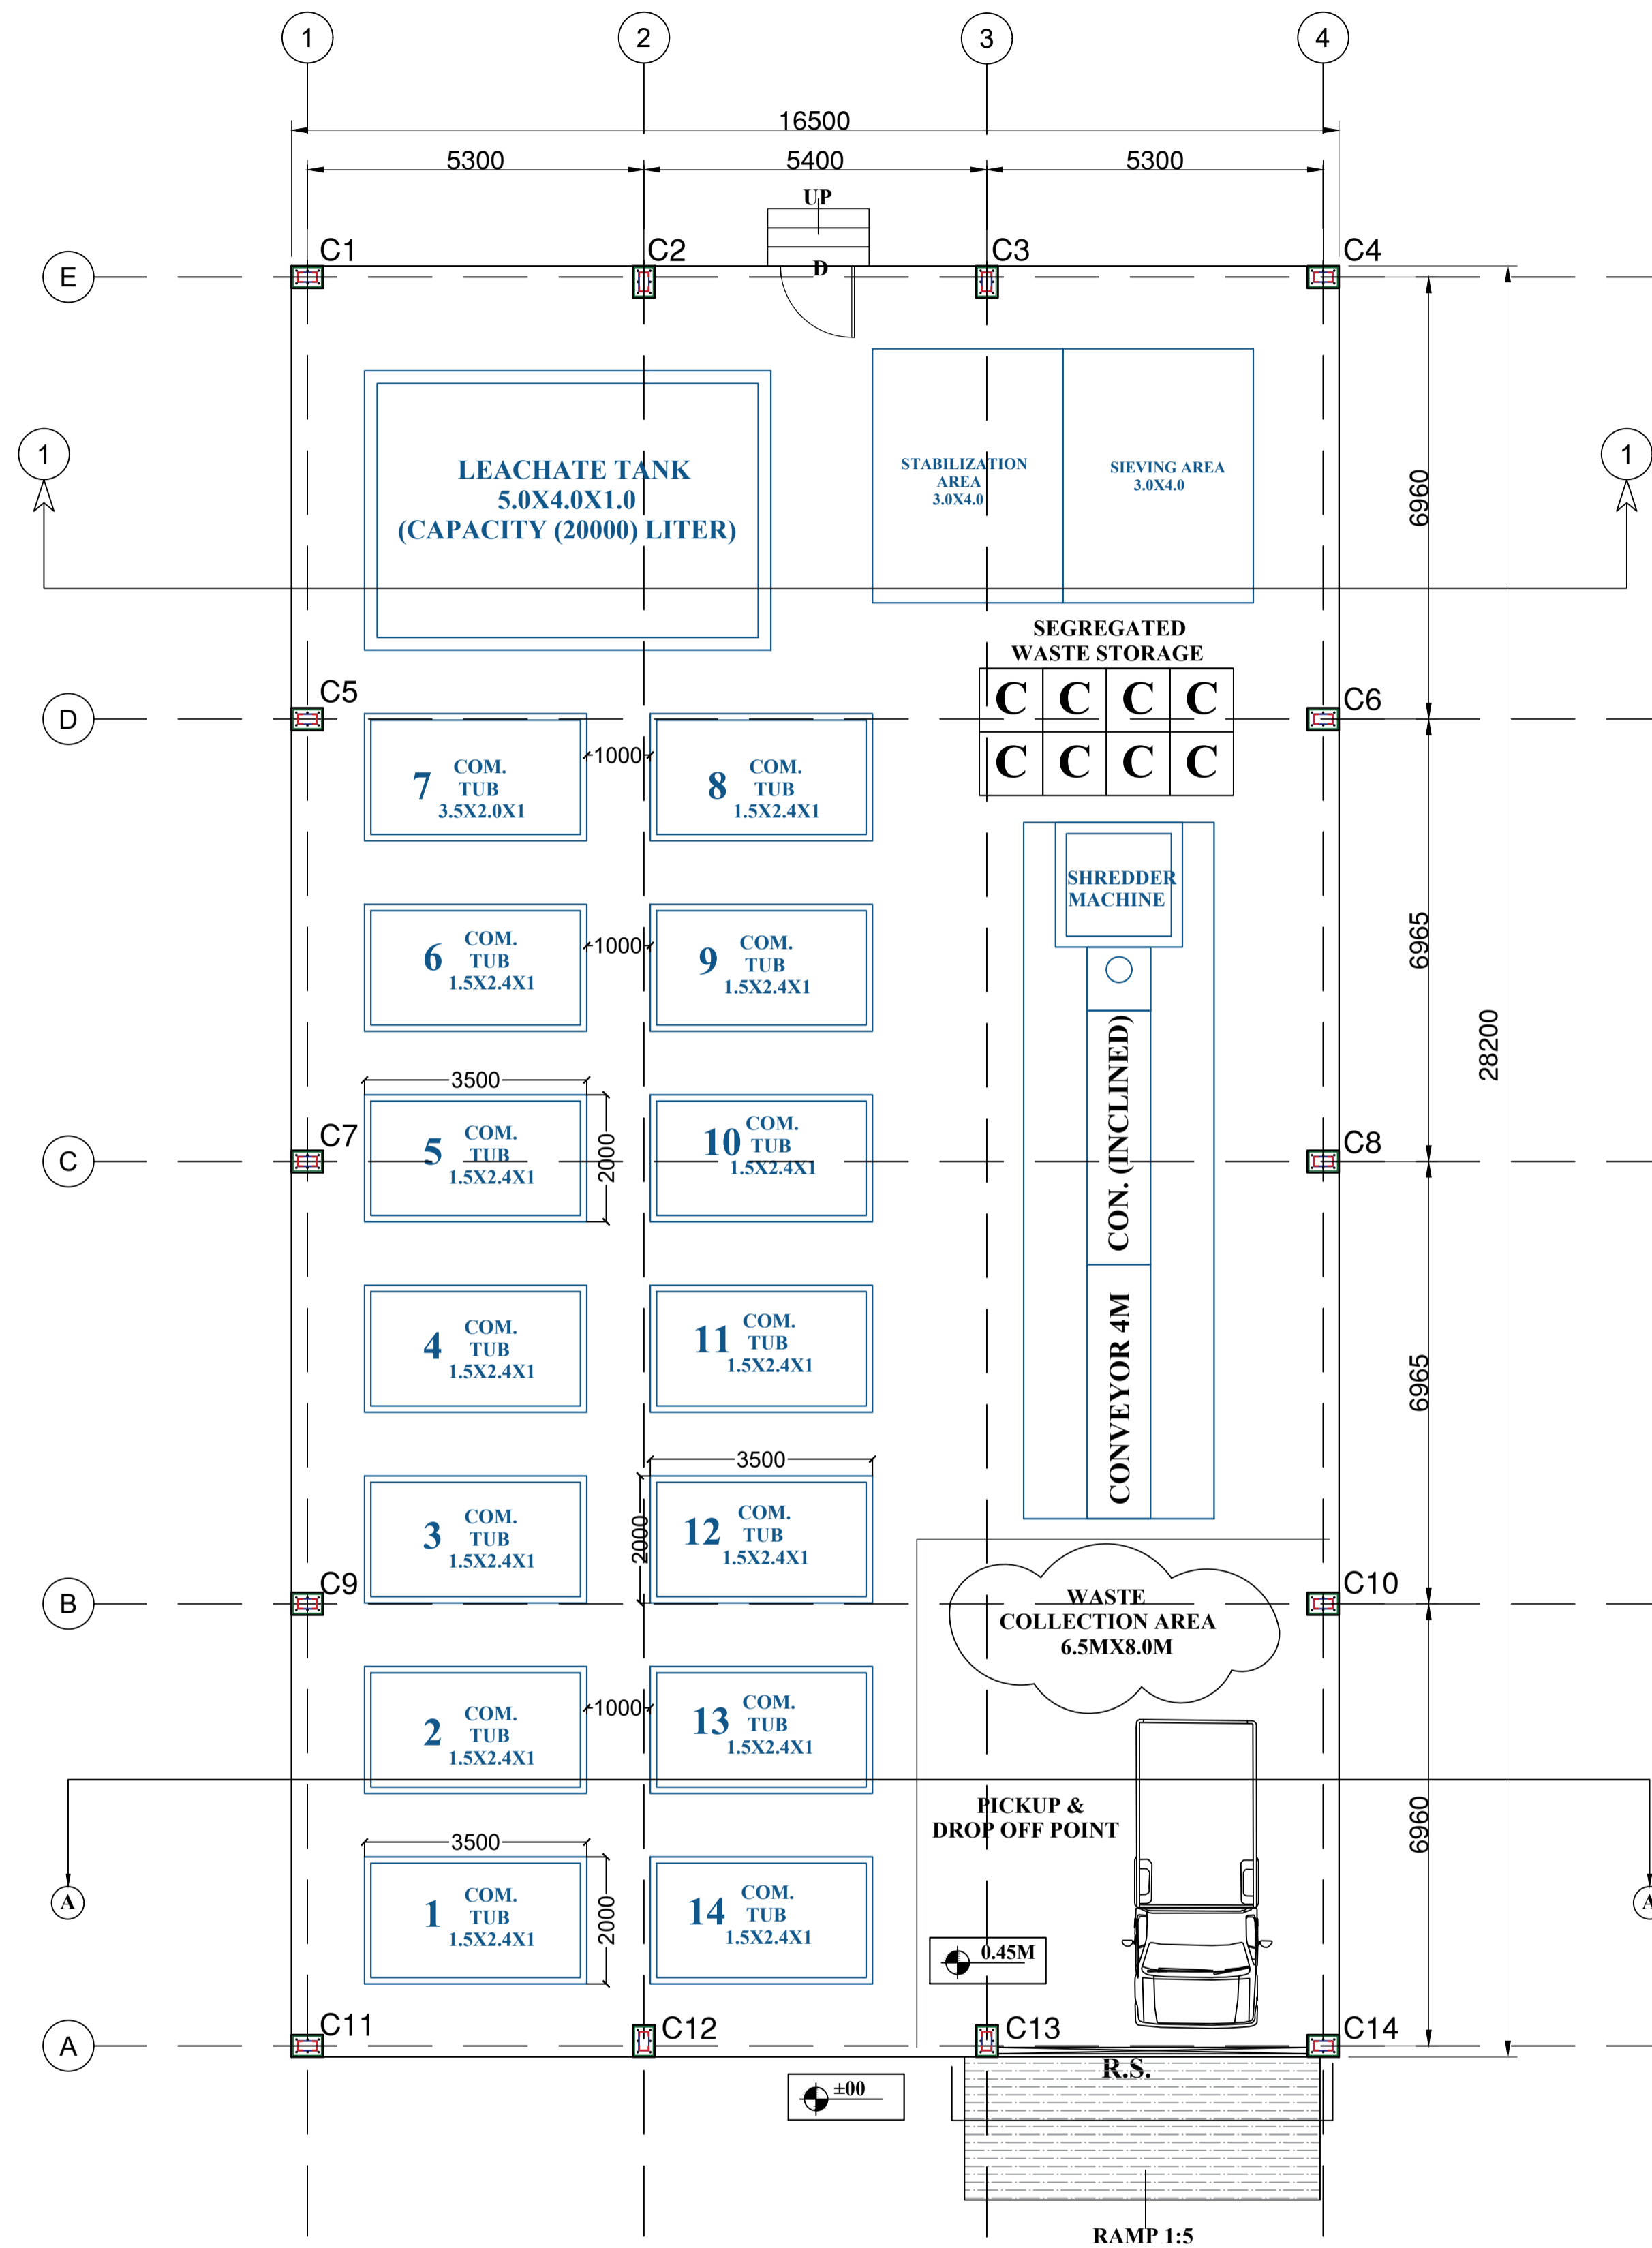 1
2
3
4
16500
5300
5400
5300
UP
D
C1
C2
C3
C4
E
1
1
LEACHATE TANK
5.0X4.0X1.0
(CAPACITY (20000) LITER)
STABILIZATION
AREA
3.0X4.0
SIEVING AREA
3.0X4.0
6960
SEGREGATED
WASTE STORAGE
C C C C
C C C C
D
C5
C6
7
COM.
TUB
3.5X2.0X1
1000
8
COM.
TUB
1.5X2.4X1
SHREDDER
MACHINE
6965
28200
6
COM.
TUB
1.5X2.4X1
1000
9
COM.
TUB
1.5X2.4X1
CON. (INCLINED)
3500
C
C7
C8
5
COM.
TUB
1.5X2.4X1
2000
10
COM.
TUB
1.5X2.4X1
CONVEYOR 4M
6965
4
COM.
TUB
1.5X2.4X1
11
COM.
TUB
1.5X2.4X1
3500
3
COM.
TUB
1.5X2.4X1
2000
12
COM.
TUB
1.5X2.4X1
B
C9
C10
WASTE
COLLECTION AREA
6.5MX8.0M
2
COM.
TUB
1.5X2.4X1
1000
13
COM.
TUB
1.5X2.4X1
PICKUP &
DROP OFF POINT
6960
A
A
3500
1
COM.
TUB
1.5X2.4X1
2000
14
COM.
TUB
1.5X2.4X1
0.45M
A
C11
C12
C13
C14
R.S.
±00
RAMP 1:5